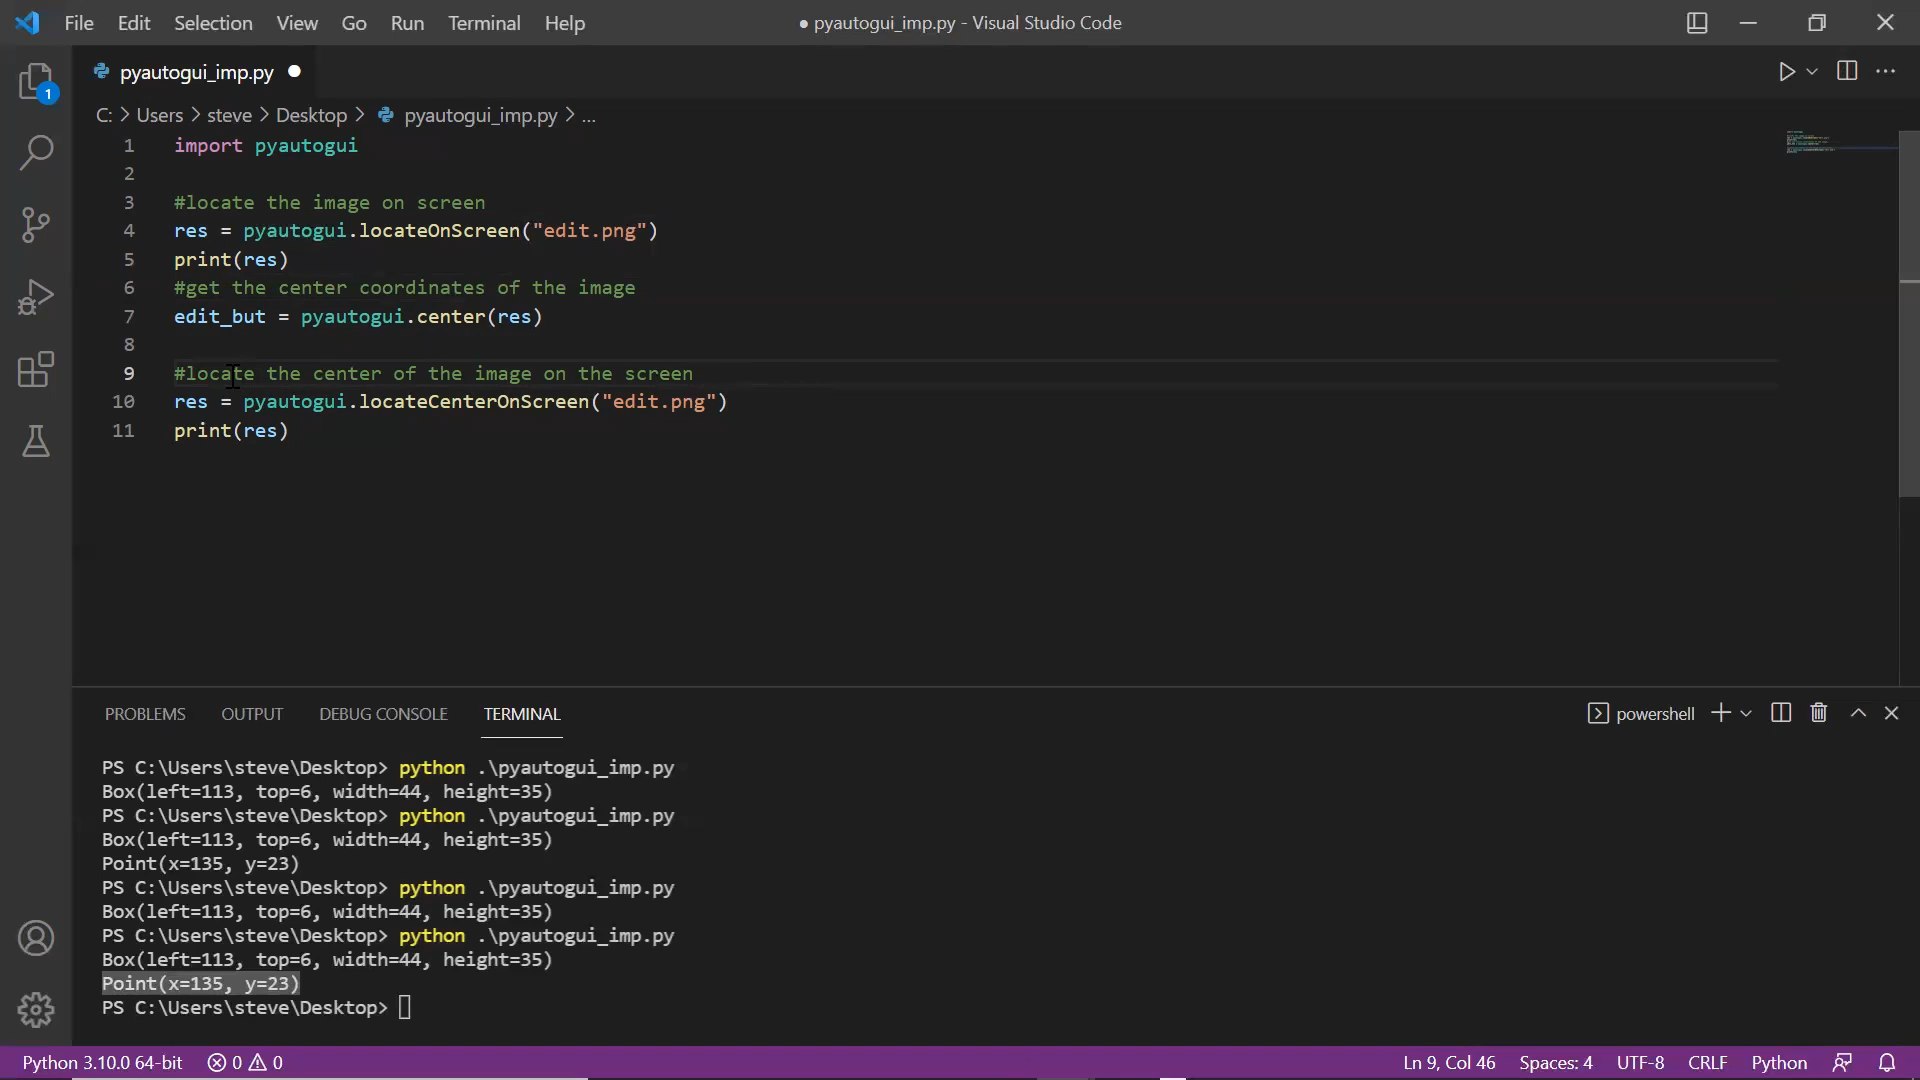 File Edit Selection View Go Run Terminal Help
● pyautogui_imp.py - Visual Studio Code
pyautogui_imp.py ●
1
C: > Users > steve > Desktop > pyautogui_imp.py > ...
1 import pyautogui
2
3 #locate the image on screen
4 res = pyautogui.locateOnScreen("edit.png")
5 print(res)
6 #get the center coordinates of the image
7 edit_but = pyautogui.center(res)
8
9 #locate the center of the image on the screen
10 res = pyautogui.locateCenterOnScreen("edit.png")
11 print(res)
PROBLEMS OUTPUT DEBUG CONSOLE TERMINAL
powershell
PS C:\Users\steve\Desktop> python .\pyautogui_imp.py
Box(left=113, top=6, width=44, height=35)
PS C:\Users\steve\Desktop> python .\pyautogui_imp.py
Box(left=113, top=6, width=44, height=35)
Point(x=135, y=23)
PS C:\Users\steve\Desktop> python .\pyautogui_imp.py
Box(left=113, top=6, width=44, height=35)
PS C:\Users\steve\Desktop> python .\pyautogui_imp.py
Box(left=113, top=6, width=44, height=35)
Point(x=135, y=23)
PS C:\Users\steve\Desktop>
Python 3.10.0 64-bit 0 0 Ln 9, Col 46 Spaces: 4 UTF-8 CRLF Python